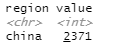 region value
<chr> <int>
china 2371